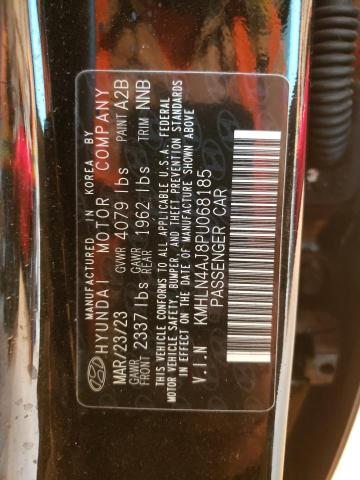 MANUFACTURED IN KOREA BY
HYUNDAI MOTOR COMPANY
MAR/23/23 GVWR 4079 lbs PAINT A2B
GAWR FRONT 2337 lbs GAWR REAR 1962 lbs TRIM NNB
THIS VEHICLE CONFORMS TO ALL APPLICABLE U.S.A. FEDERAL
MOTOR VEHICLE SAFETY, BUMPER, AND THEFT PREVENTION STANDARDS
IN EFFECT ON THE DATE OF MANUFACTURE SHOWN ABOVE
V.I.N KMHLN4AJ8PU068185
PASSENGER CAR